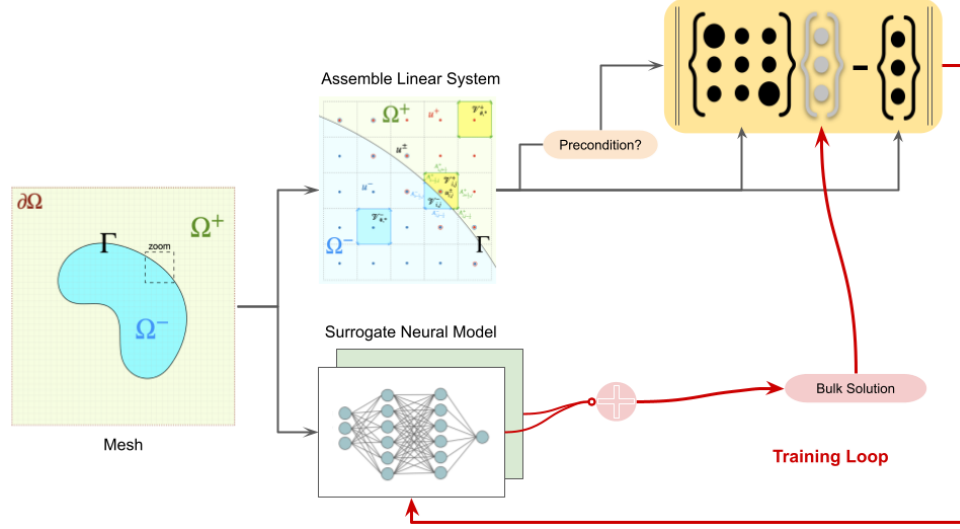 Assemble Linear System
Ω⁺
u⁺
u±
Precondition?
u⁻
Ω⁻
Γ
∂Ω
Ω⁺
Γ
zoom
Ω⁻
Mesh
Surrogate Neural Model
Bulk Solution
Training Loop